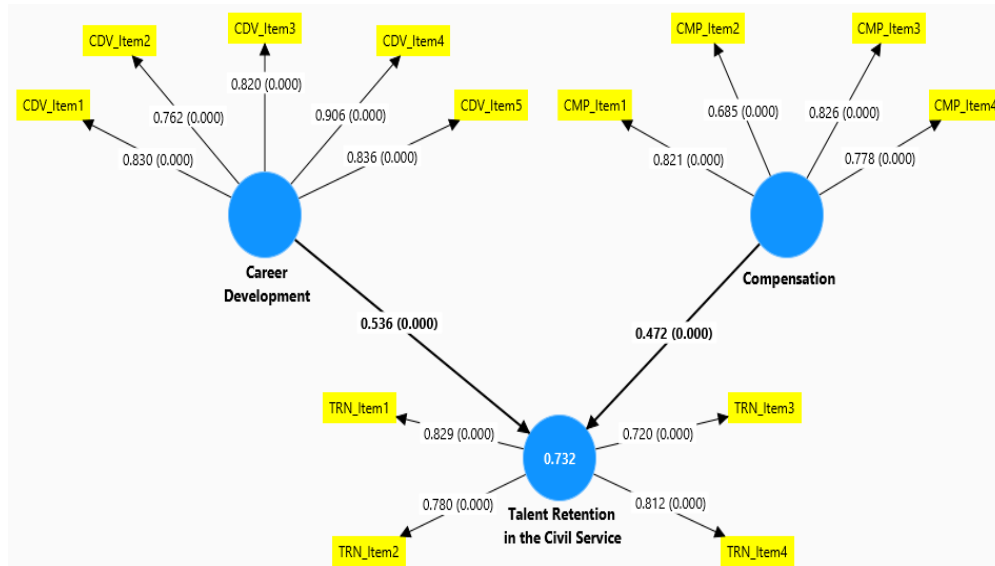 CDV_Item3
CMP_Item2
CMP_Item3
CDV_Item2
CDV_Item4
CDV_Item1
CDV_Item5
CMP_Item1
CMP_Item4
0.820 (0.000)
0.762 (0.000)
0.906 (0.000)
0.685 (0.000)
0.826 (0.000)
0.830 (0.000)
0.836 (0.000)
0.821 (0.000)
0.778 (0.000)
Career
Development
Compensation
0.536 (0.000)
0.472 (0.000)
TRN_Item1
TRN_Item3
0.829 (0.000)
0.720 (0.000)
0.732
0.780 (0.000)
0.812 (0.000)
Talent Retention
in the Civil Service
TRN_Item2
TRN_Item4